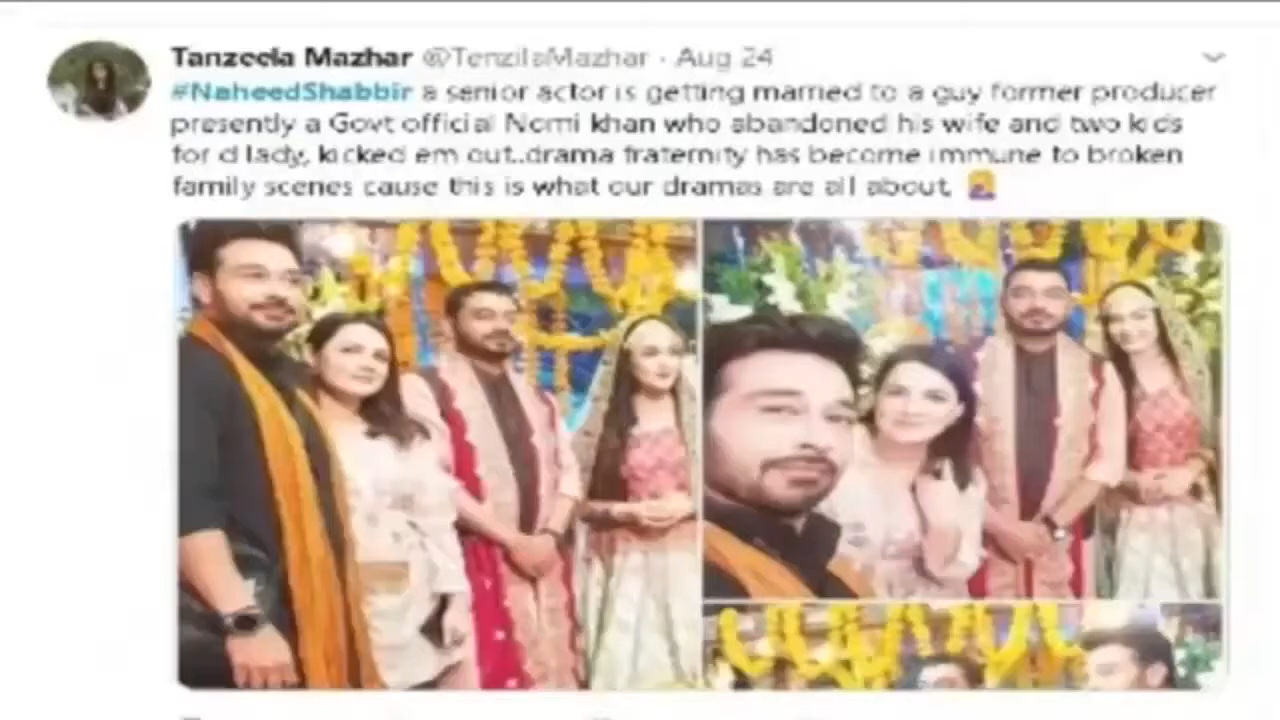 Tanzeela Mazhar @TenzilaMazhar · Aug 24
#NaheedShabbir a senior actor is getting married to a guy former producer
presently a Govt official Nomi khan who abandoned his wife and two kids
for d lady, kicked em out..drama fraternity has become immune to broken
family scenes cause this is what our dramas are all about.